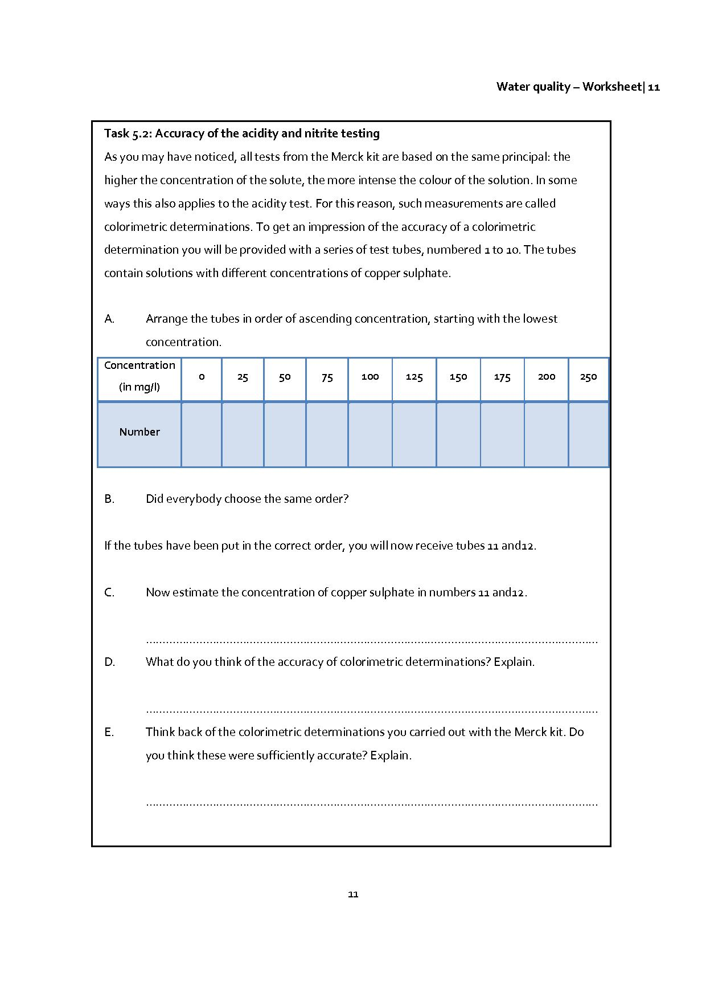 Water quality – Worksheet| 11
Task 5.2: Accuracy of the acidity and nitrite testing
As you may have noticed, all tests from the Merck kit are based on the same principal: the
higher the concentration of the solute, the more intense the colour of the solution. In some
ways this also applies to the acidity test. For this reason, such measurements are called
colorimetric determinations. To get an impression of the accuracy of a colorimetric
determination you will be provided with a series of test tubes, numbered 1 to 10. The tubes
contain solutions with different concentrations of copper sulphate.
A. Arrange the tubes in order of ascending concentration, starting with the lowest
concentration.
Concentration
(in mg/l) 0 25 50 75 100 125 150 175 200 250
Number
B. Did everybody choose the same order?
If the tubes have been put in the correct order, you will now receive tubes 11 and12.
C. Now estimate the concentration of copper sulphate in numbers 11 and12.
........................................................................................................................................
D. What do you think of the accuracy of colorimetric determinations? Explain.
........................................................................................................................................
E. Think back of the colorimetric determinations you carried out with the Merck kit. Do
you think these were sufficiently accurate? Explain.
........................................................................................................................................
11